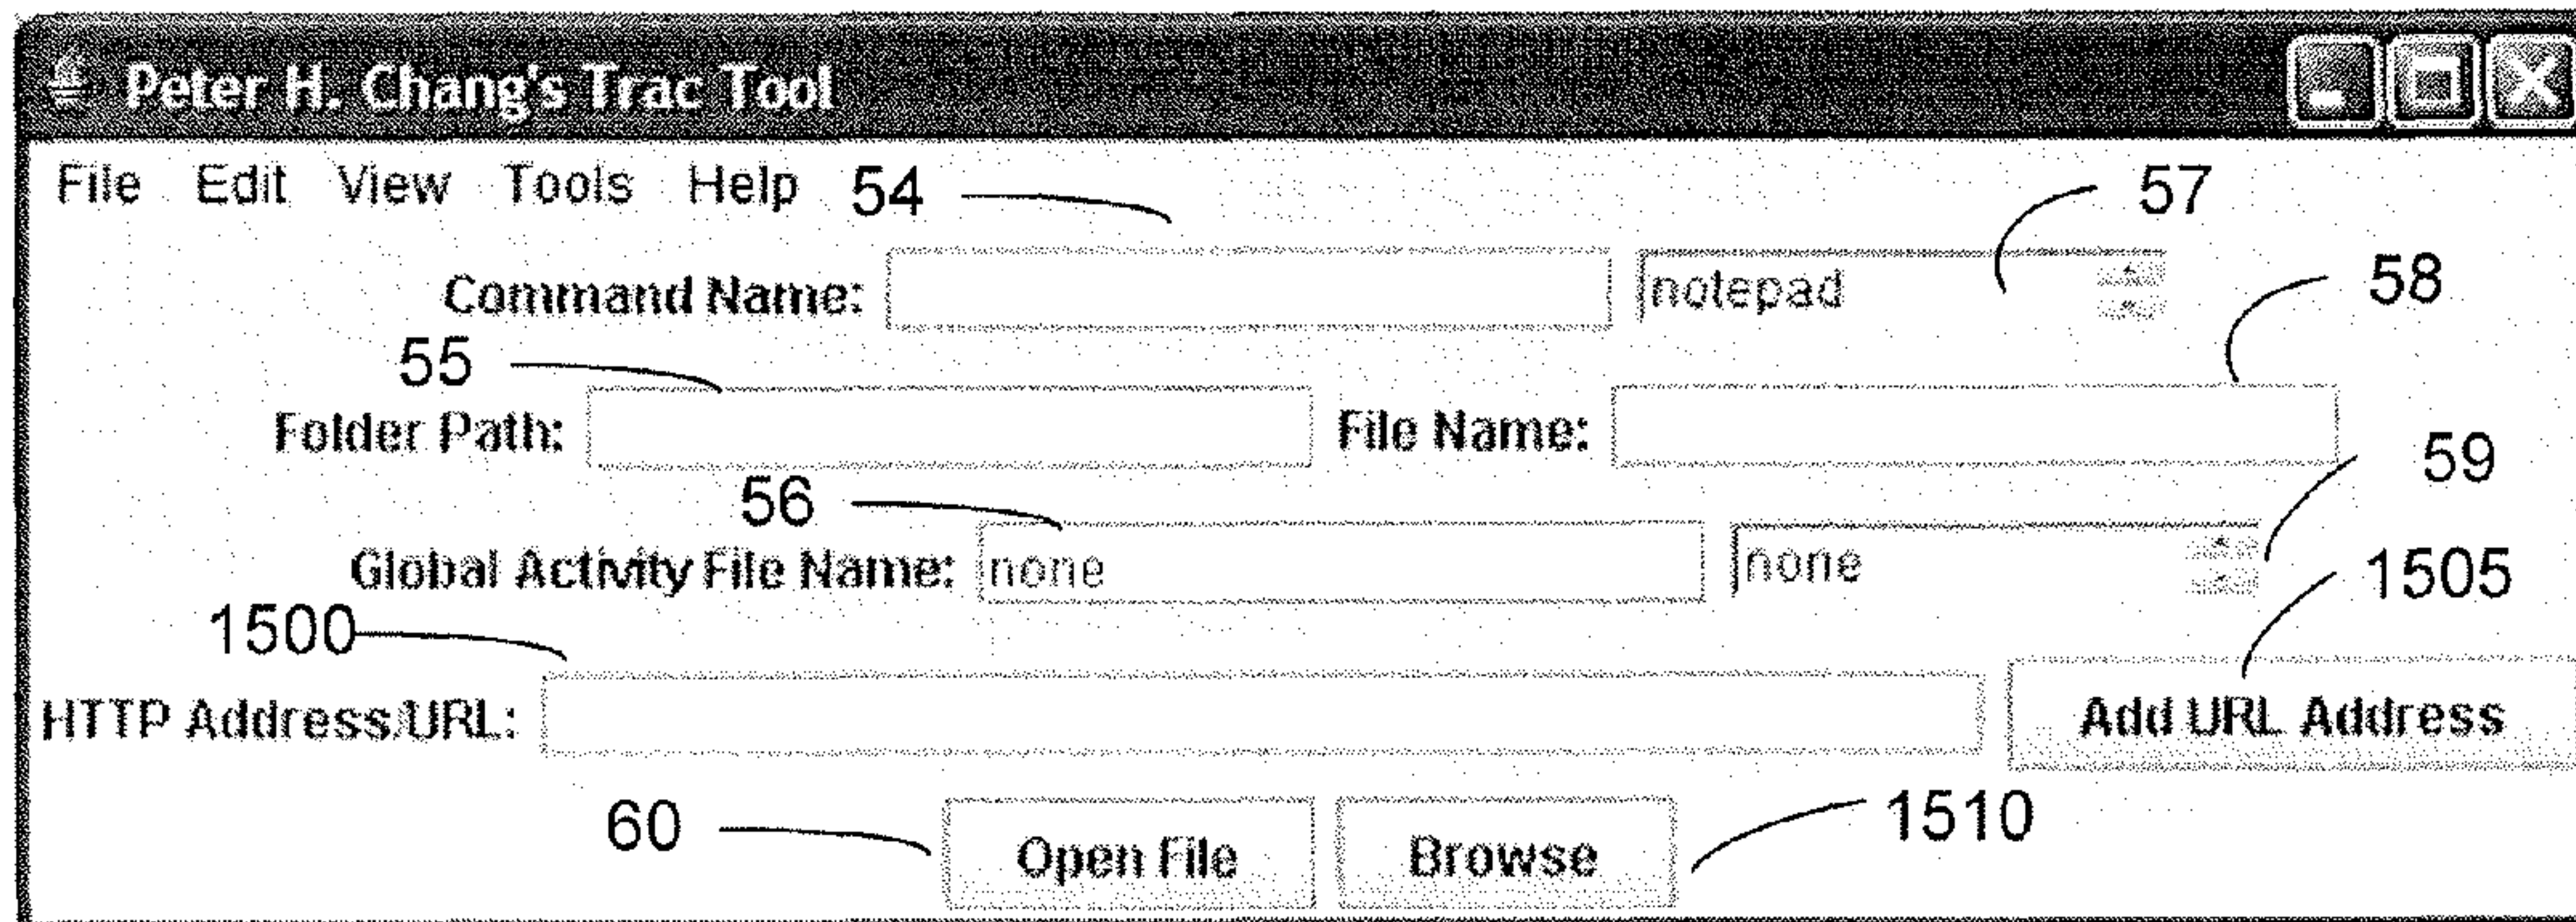 Peter H. Chang's Trac Tool
File Edit View Tools Help 54 57
Command Name: notepad 58
55
Folder Path: File Name: 59
56
Global Activity File Name: none none 1505
1500
HTTP Address/URL: Add URL Address
60 Open File Browse 1510